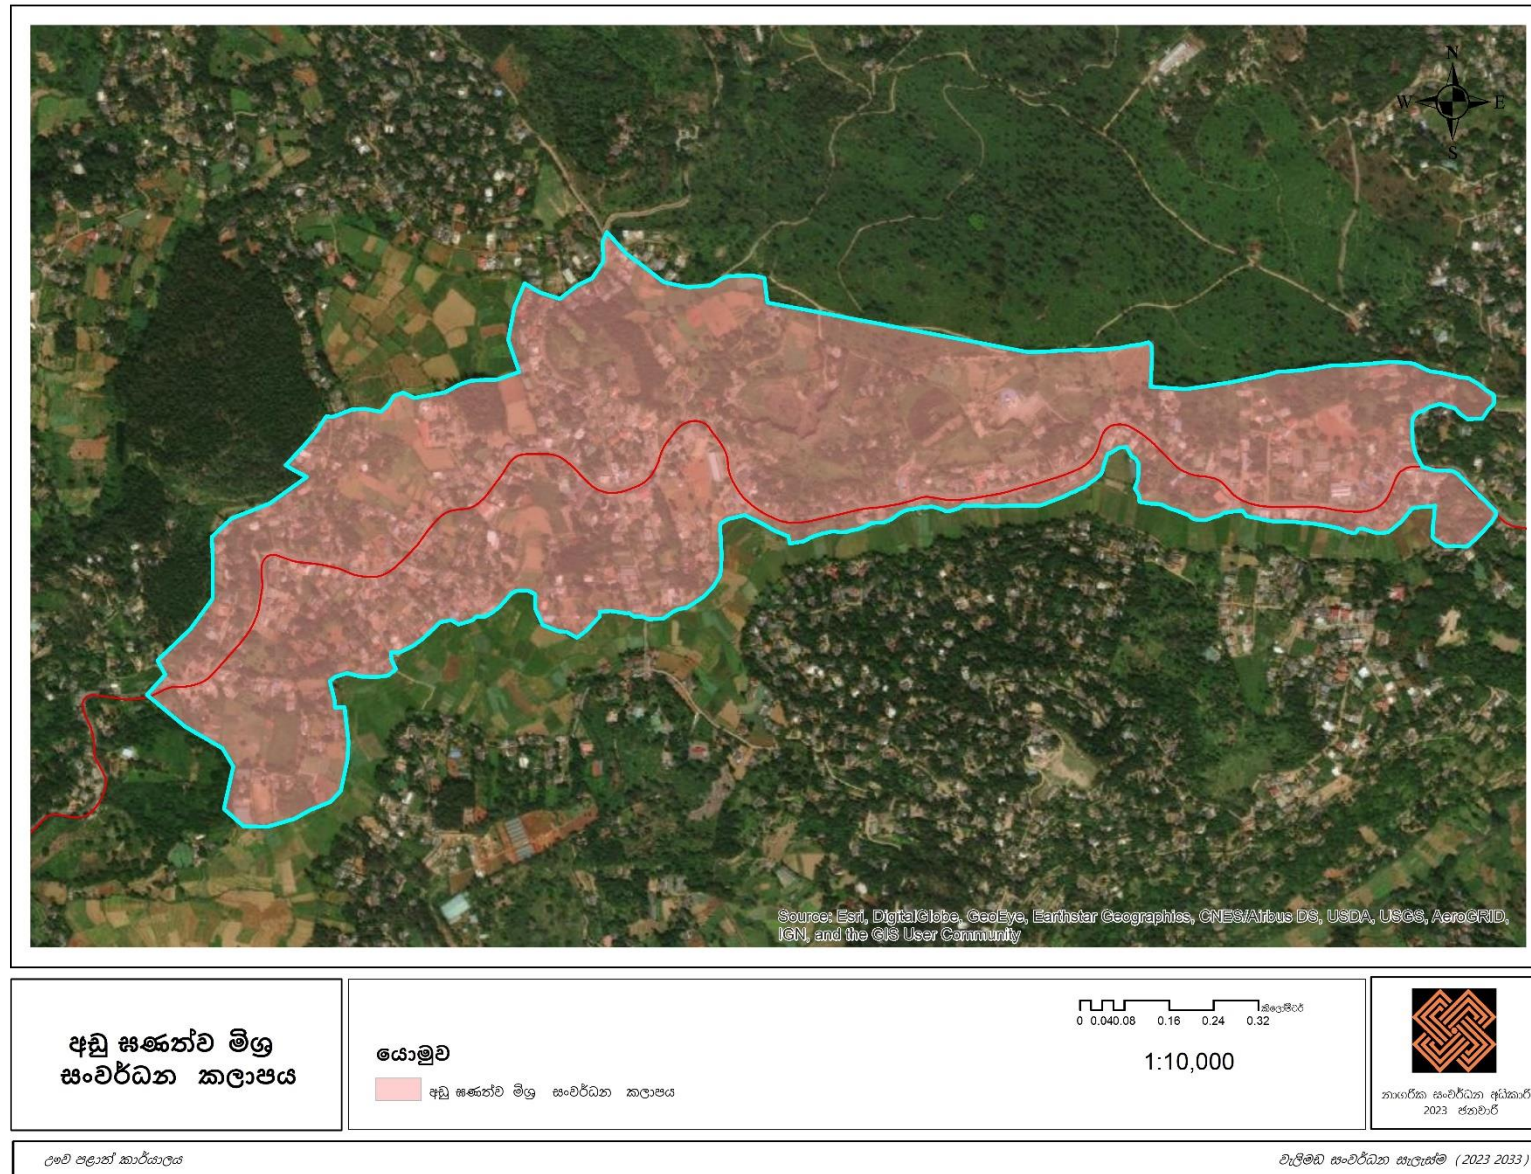 N
W E
S
Source: Esri, DigitalGlobe, GeoEye, Earthstar Geographics, CNES/Airbus DS, USDA, USGS, AeroGRID,
IGN, and the GIS User Community
අඩු ඝණත්ව මිශ්‍ර
සංවර්ධන කලාපය
යොමුව
අඩු ඝණත්ව මිශ්‍ර සංවර්ධන කලාපය
කිලෝමීටර්
0 0.040.08 0.16 0.24 0.32
1:10,000
නාගරික සංවර්ධන අධිකාරි
2023 ජනවාරි
ඌව පළාත් කාර්යාලය
වැලිමඩ සංවර්ධන සැලැස්ම (2023 2033)